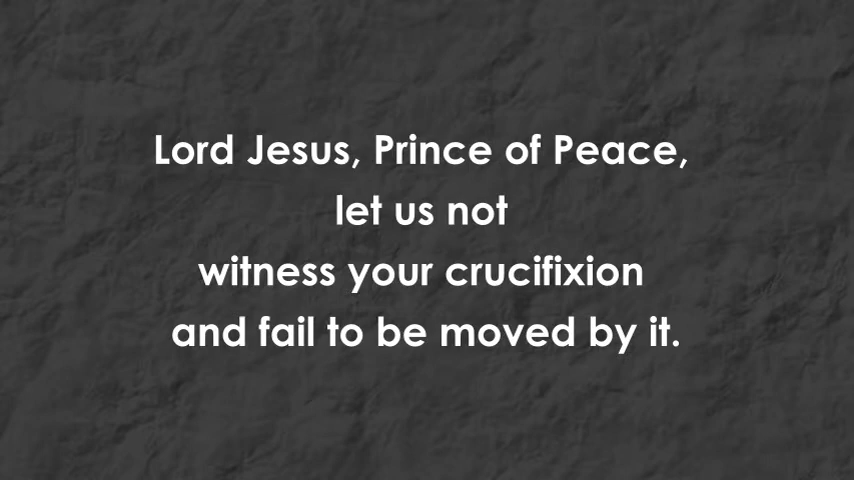 Lord Jesus, Prince of Peace,
let us not
witness your crucifixion
and fail to be moved by it.